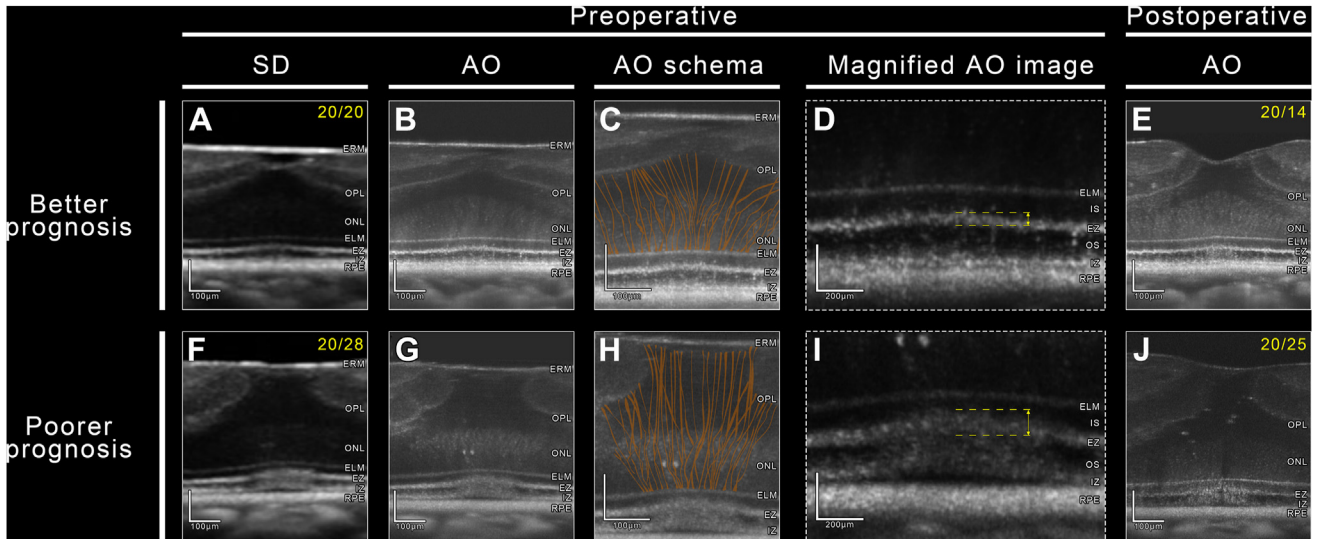 Preoperative
Postoperative
SD
AO
AO schema
Magnified AO image
AO
Better
prognosis
A
20/20
ERM
OPL
ONL
ELM
EZ
IZ
RPE
100μm
B
ERM
OPL
ONL
ELM
EZ
IZ
RPE
100μm
C
ERM
OPL
ONL
ELM
EZ
IZ
RPE
100μm
D
ELM
IS
EZ
OS
IZ
RPE
200μm
E
20/14
OPL
ONL
ELM
EZ
IZ
RPE
100μm
Poorer
prognosis
F
20/28
ERM
OPL
ONL
ELM
EZ
IZ
RPE
100μm
G
ERM
OPL
ONL
ELM
EZ
IZ
RPE
100μm
H
ERM
OPL
ONL
ELM
EZ
IZ
100μm
I
ELM
IS
EZ
OS
IZ
RPE
200μm
J
20/25
OPL
ONL
ELM
EZ
IZ
RPE
100μm